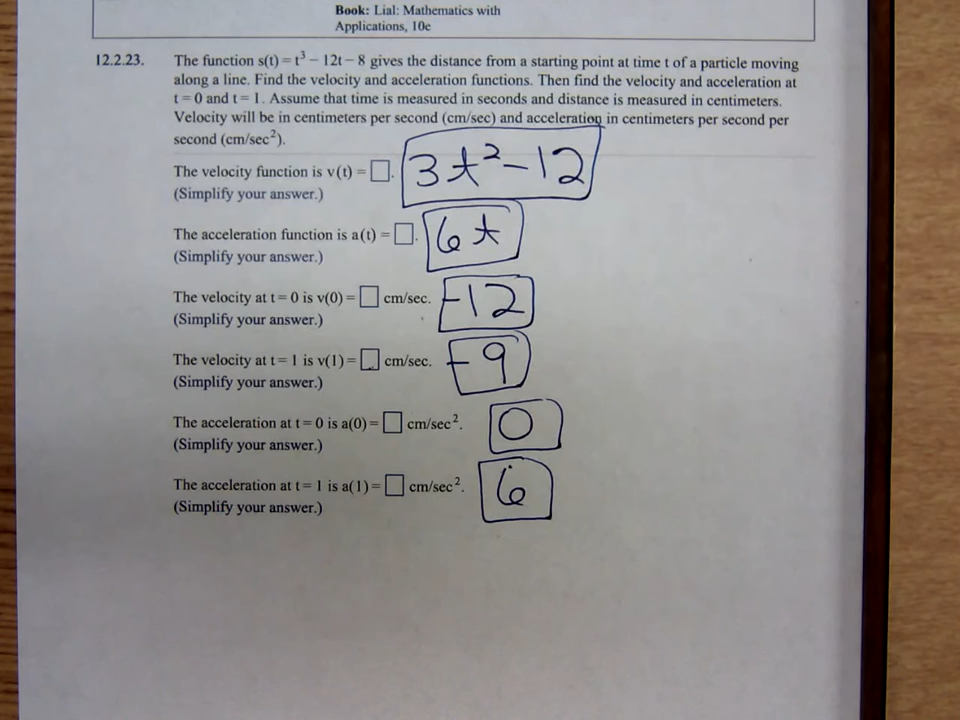 Book: Lial: Mathematics with
Applications, 10e
12.2.23. The function s(t) = t³ − 12t − 8 gives the distance from a starting point at time t of a particle moving
along a line. Find the velocity and acceleration functions. Then find the velocity and acceleration at
t = 0 and t = 1. Assume that time is measured in seconds and distance is measured in centimeters.
Velocity will be in centimeters per second (cm/sec) and acceleration in centimeters per second per
second (cm/sec²).
The velocity function is v(t) = □. 3t² − 12
(Simplify your answer.)
The acceleration function is a(t) = □. 6t
(Simplify your answer.)
The velocity at t = 0 is v(0) = □ cm/sec. −12
(Simplify your answer.)
The velocity at t = 1 is v(1) = □ cm/sec. −9
(Simplify your answer.)
The acceleration at t = 0 is a(0) = □ cm/sec². 0
(Simplify your answer.)
The acceleration at t = 1 is a(1) = □ cm/sec². 6
(Simplify your answer.)